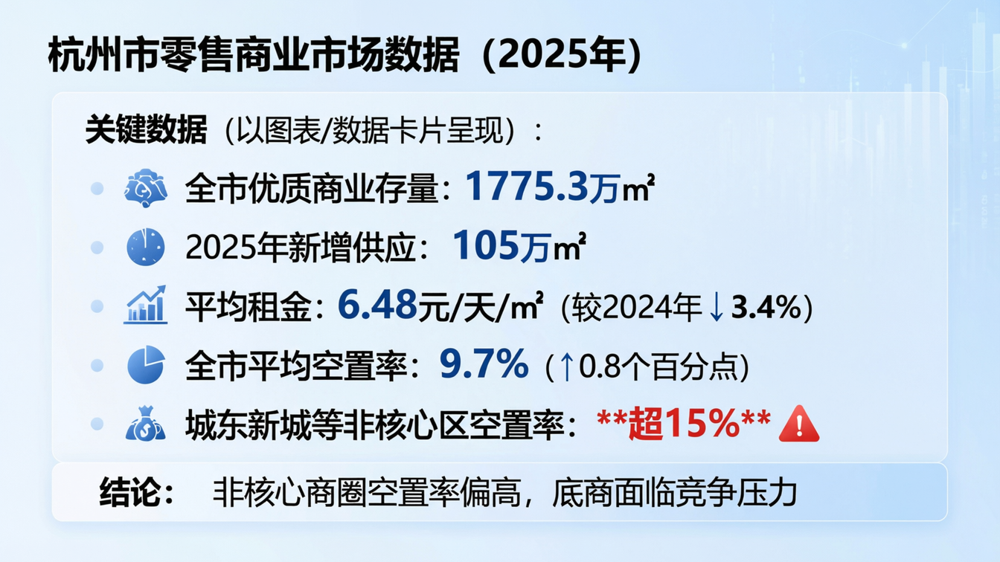 杭州市零售商业市场数据（2025年）
关键数据（以图表/数据卡片呈现）：
全市优质商业存量：1775.3万㎡
2025年新增供应：105万㎡
平均租金：6.48元/天/㎡（较2024年↓3.4%）
全市平均空置率：9.7%（↑0.8个百分点）
城东新城等非核心区空置率：**超15%**
结论： 非核心商圈空置率偏高，底商面临竞争压力